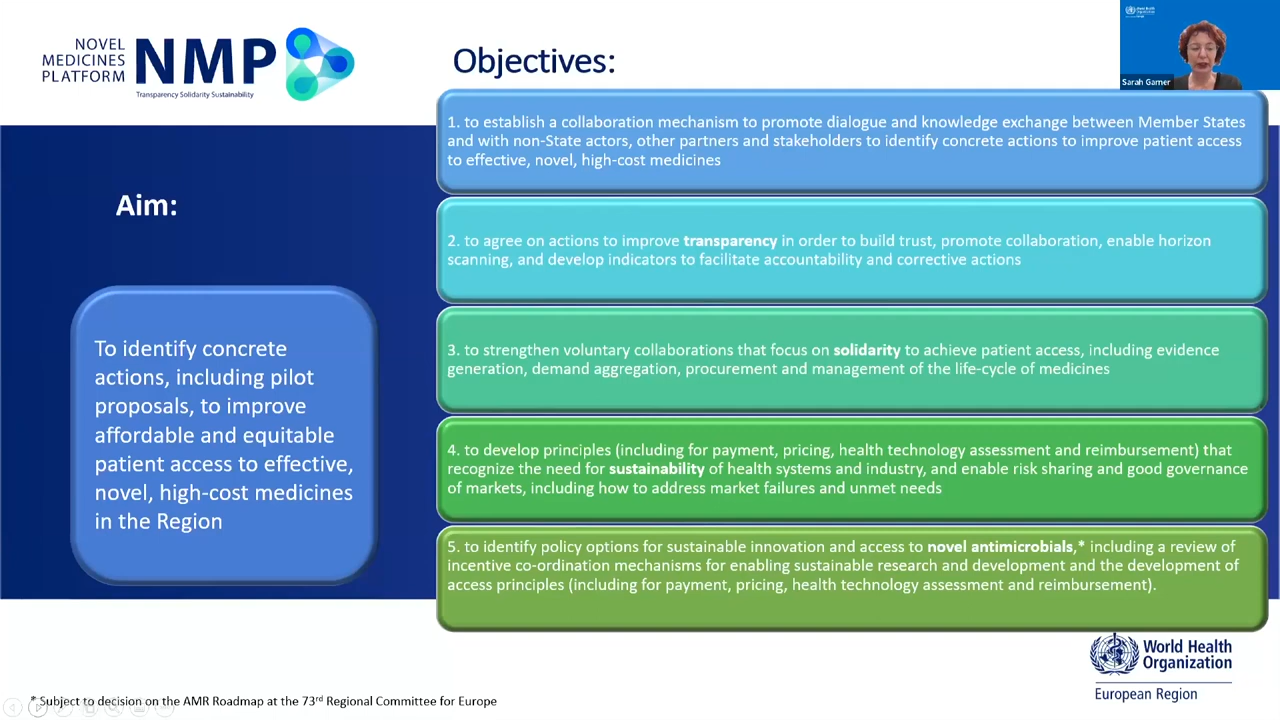 NOVEL
MEDICINES
PLATFORM
NMP
Transparency Solidarity Sustainability
Objectives:
World Health
Organization
Sarah Garner
1. to establish a collaboration mechanism to promote dialogue and knowledge exchange between Member States
and with non-State actors, other partners and stakeholders to identify concrete actions to improve patient access
to effective, novel, high-cost medicines
Aim:
2. to agree on actions to improve transparency in order to build trust, promote collaboration, enable horizon
scanning, and develop indicators to facilitate accountability and corrective actions
To identify concrete
actions, including pilot
proposals, to improve
affordable and equitable
patient access to effective,
novel, high-cost medicines
in the Region
3. to strengthen voluntary collaborations that focus on solidarity to achieve patient access, including evidence
generation, demand aggregation, procurement and management of the life-cycle of medicines
4. to develop principles (including for payment, pricing, health technology assessment and reimbursement) that
recognize the need for sustainability of health systems and industry, and enable risk sharing and good governance
of markets, including how to address market failures and unmet needs
5. to identify policy options for sustainable innovation and access to novel antimicrobials,* including a review of
incentive co-ordination mechanisms for enabling sustainable research and development and the development of
access principles (including for payment, pricing, health technology assessment and reimbursement).
World Health
Organization
European Region
* Subject to decision on the AMR Roadmap at the 73rd Regional Committee for Europe